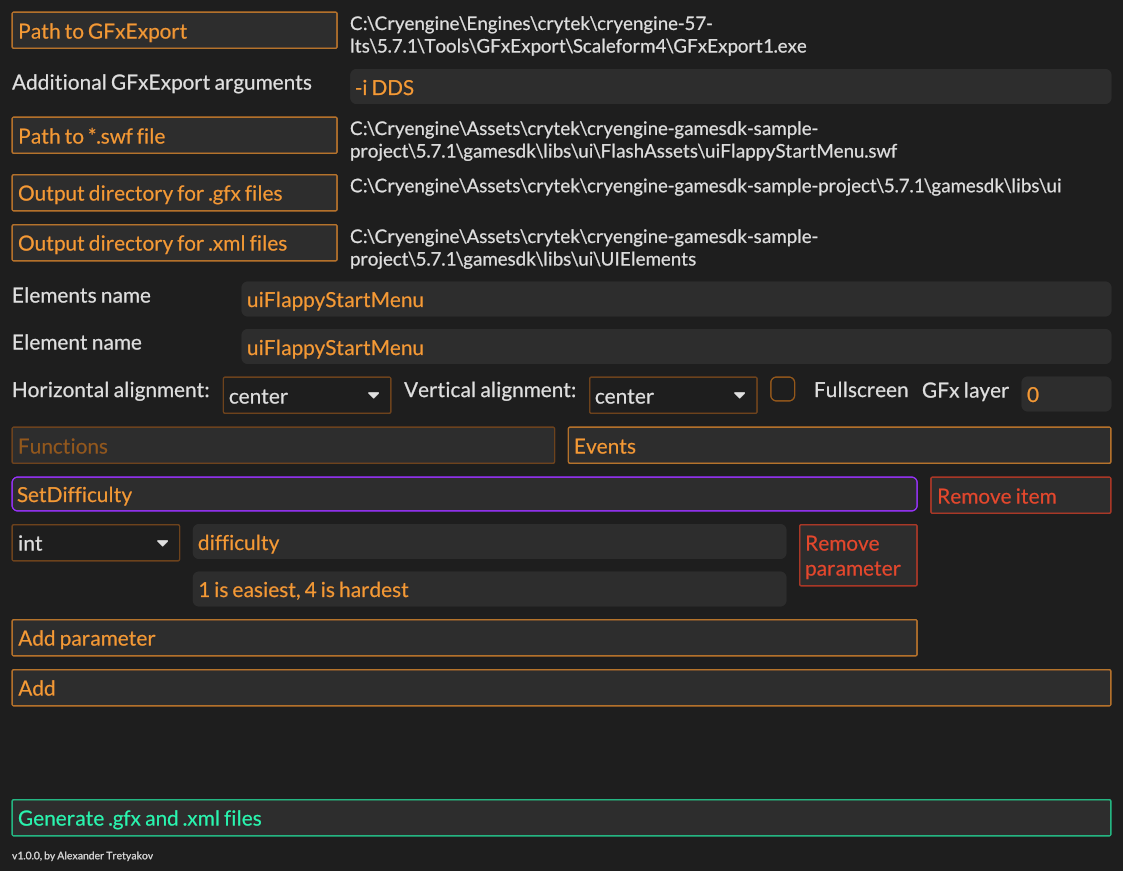 Path to GFxExport
C:\Cryengine\Engines\crytek\cryengine-57-
lts\5.7.1\Tools\GFxExport\Scaleform4\GFxExport1.exe
Additional GFxExport arguments
-i DDS
Path to *.swf file
C:\Cryengine\Assets\crytek\cryengine-gamesdk-sample-
project\5.7.1\gamesdk\libs\ui\FlashAssets\uiFlappyStartMenu.swf
Output directory for .gfx files
C:\Cryengine\Assets\crytek\cryengine-gamesdk-sample-project\5.7.1\gamesdk\libs\ui
Output directory for .xml files
C:\Cryengine\Assets\crytek\cryengine-gamesdk-sample-
project\5.7.1\gamesdk\libs\ui\UIElements
Elements name
uiFlappyStartMenu
Element name
uiFlappyStartMenu
Horizontal alignment: center Vertical alignment: center Fullscreen GFx layer 0
Functions Events
SetDifficulty Remove item
int difficulty Remove
parameter
1 is easiest, 4 is hardest
Add parameter
Add
Generate .gfx and .xml files
v1.0.0, by Alexander Tretyakov